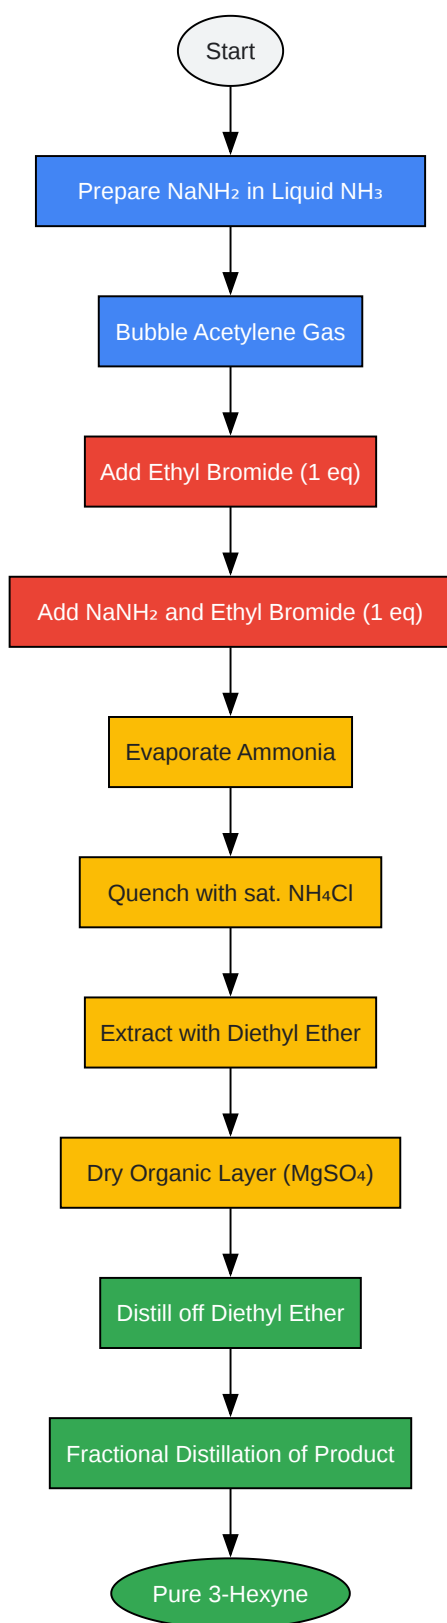 Start
Prepare NaNH₂ in Liquid NH₃
Bubble Acetylene Gas
Add Ethyl Bromide (1 eq)
Add NaNH₂ and Ethyl Bromide (1 eq)
Evaporate Ammonia
Quench with sat. NH₄Cl
Extract with Diethyl Ether
Dry Organic Layer (MgSO₄)
Distill off Diethyl Ether
Fractional Distillation of Product
Pure 3-Hexyne